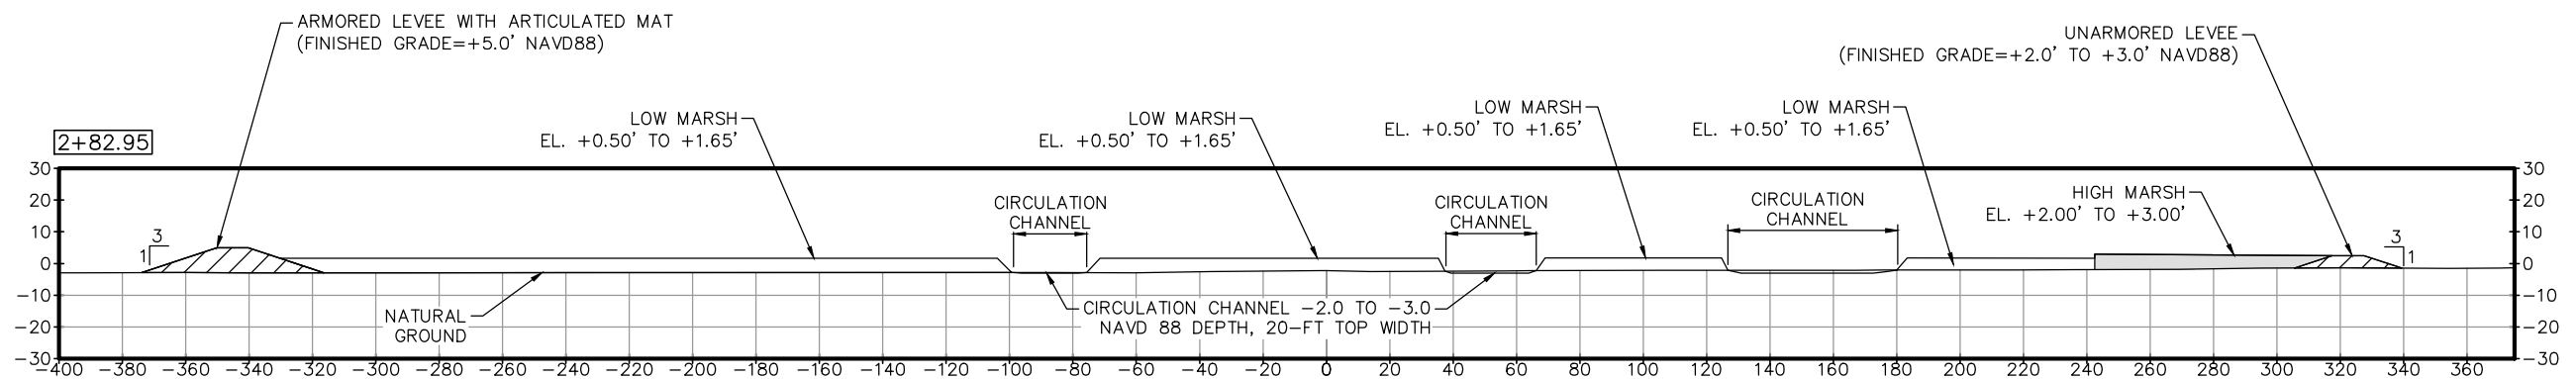 ARMORED LEVEE WITH ARTICULATED MAT
(FINISHED GRADE=+5.0' NAVD88)
UNARMORED LEVEE
(FINISHED GRADE=+2.0' TO +3.0' NAVD88)
LOW MARSH
EL. +0.50' TO +1.65'
LOW MARSH
EL. +0.50' TO +1.65'
LOW MARSH
EL. +0.50' TO +1.65'
LOW MARSH
EL. +0.50' TO +1.65'
2+82.95
CIRCULATION
CHANNEL
CIRCULATION
CHANNEL
CIRCULATION
CHANNEL
HIGH MARSH
EL. +2.00' TO +3.00'
3
1
3
1
NATURAL
GROUND
CIRCULATION CHANNEL -2.0 TO -3.0
NAVD 88 DEPTH, 20-FT TOP WIDTH
30
20
10
0
-10
-20
-30
30
20
10
0
-10
-20
-30
-400 -380 -360 -340 -320 -300 -280 -260 -240 -220 -200 -180 -160 -140 -120 -100 -80 -60 -40 -20 0 20 40 60 80 100 120 140 160 180 200 220 240 260 280 300 320 340 360